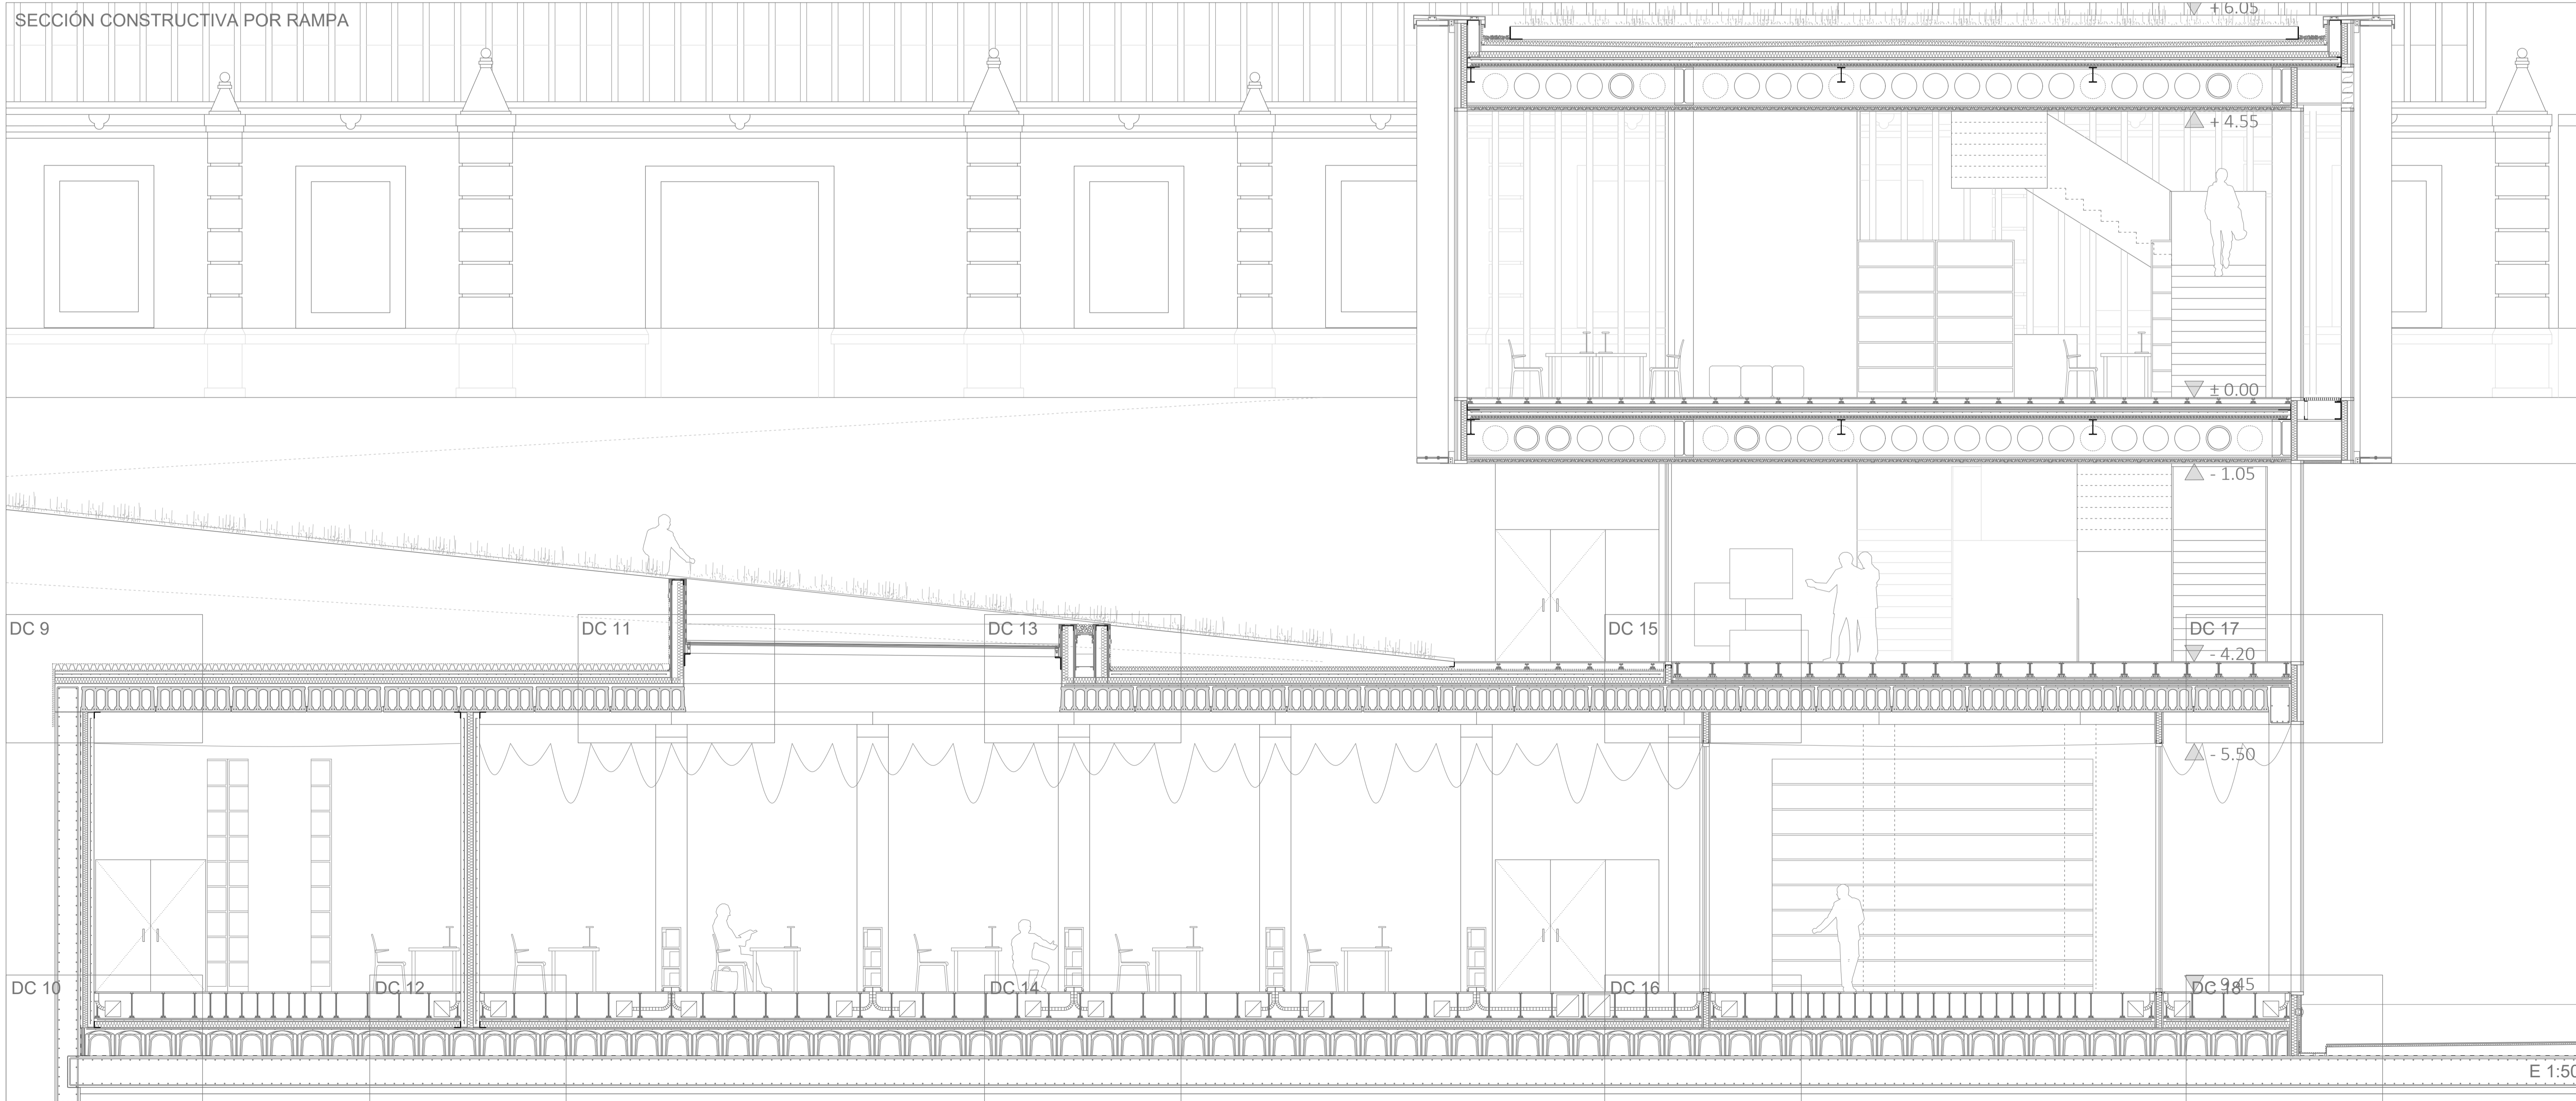 SECCIÓN CONSTRUCTIVA POR RAMPA
+ 6.05
+ 4.55
± 0.00
- 1.05
DC 9
DC 11
DC 13
DC 15
DC 17
- 4.20
- 5.50
DC 10
DC 12
DC 14
DC 16
DC 18
- 9.45
E 1:50